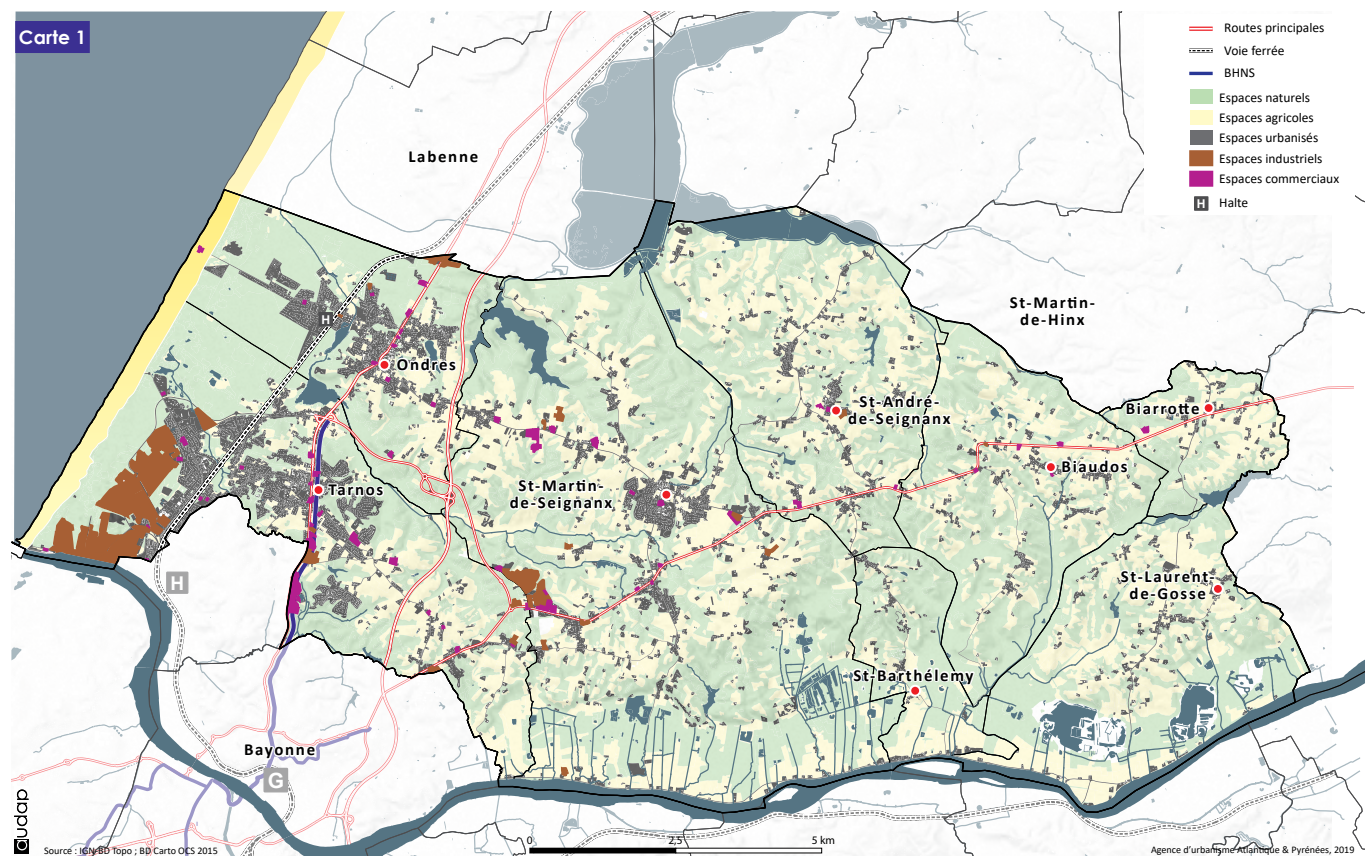 Carte 1
Routes principales
Voie ferrée
BHNS
Espaces naturels
Espaces agricoles
Espaces urbanisés
Espaces industriels
Espaces commerciaux
H Halte
Labenne
St-Martin-
de-Hinx
H
Ondres
St-André-
de-Seignanx
Biarrotte
Biaudos
Tarnos
St-Martin-
de-Seignanx
H
St-Laurent-
de-Gosse
St-Barthélemy
Bayonne
G
audap
0 2,5 5 km
Source : IGN-BD Topo ; BD Carto OCS 2015
Agence d'urbanisme Atlantique & Pyrénées, 2019